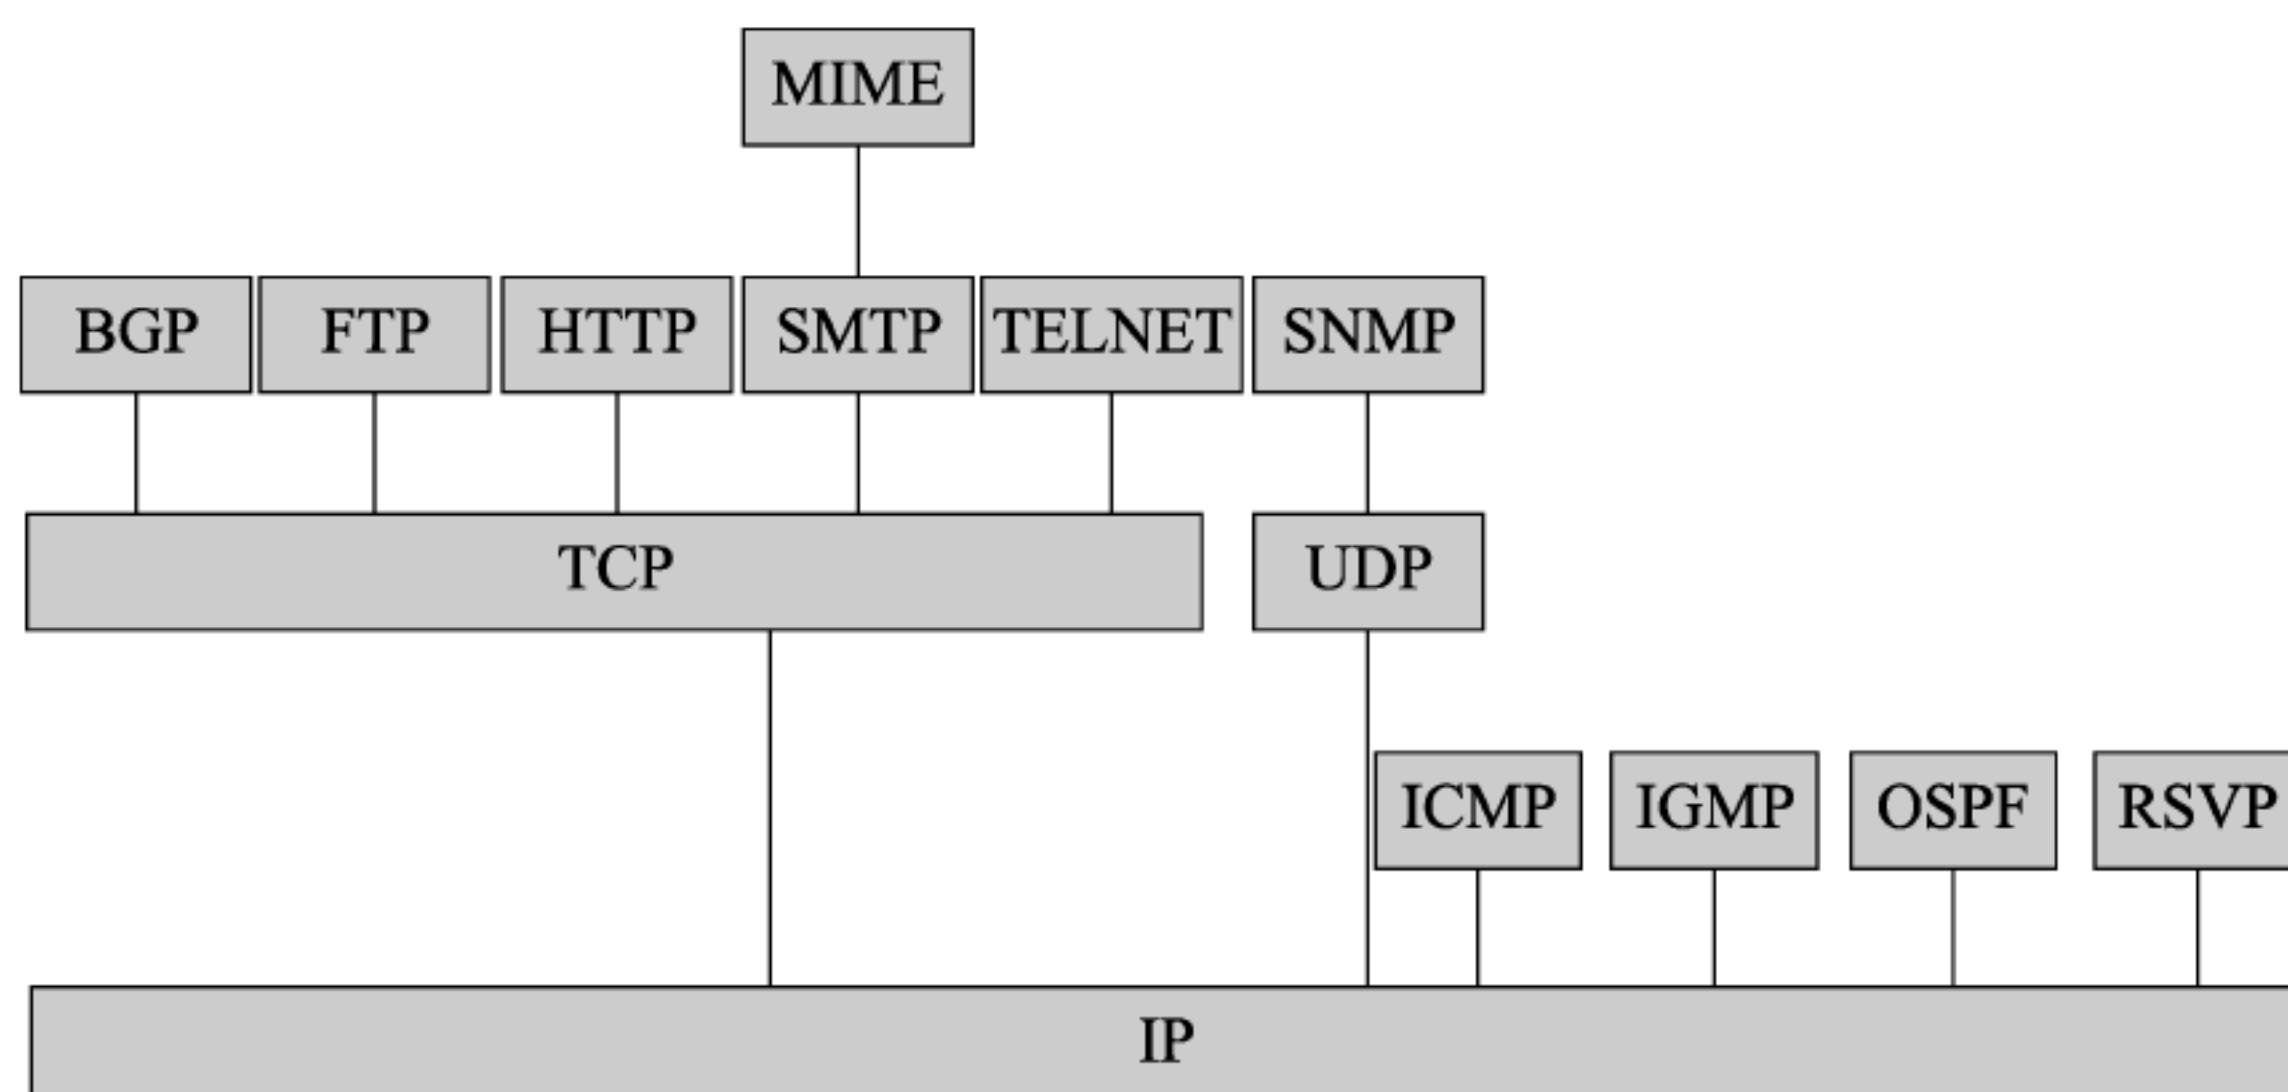 MIME
BGP
FTP
HTTP
SMTP
TELNET
SNMP
TCP
UDP
ICMP
IGMP
OSPF
RSVP
IP